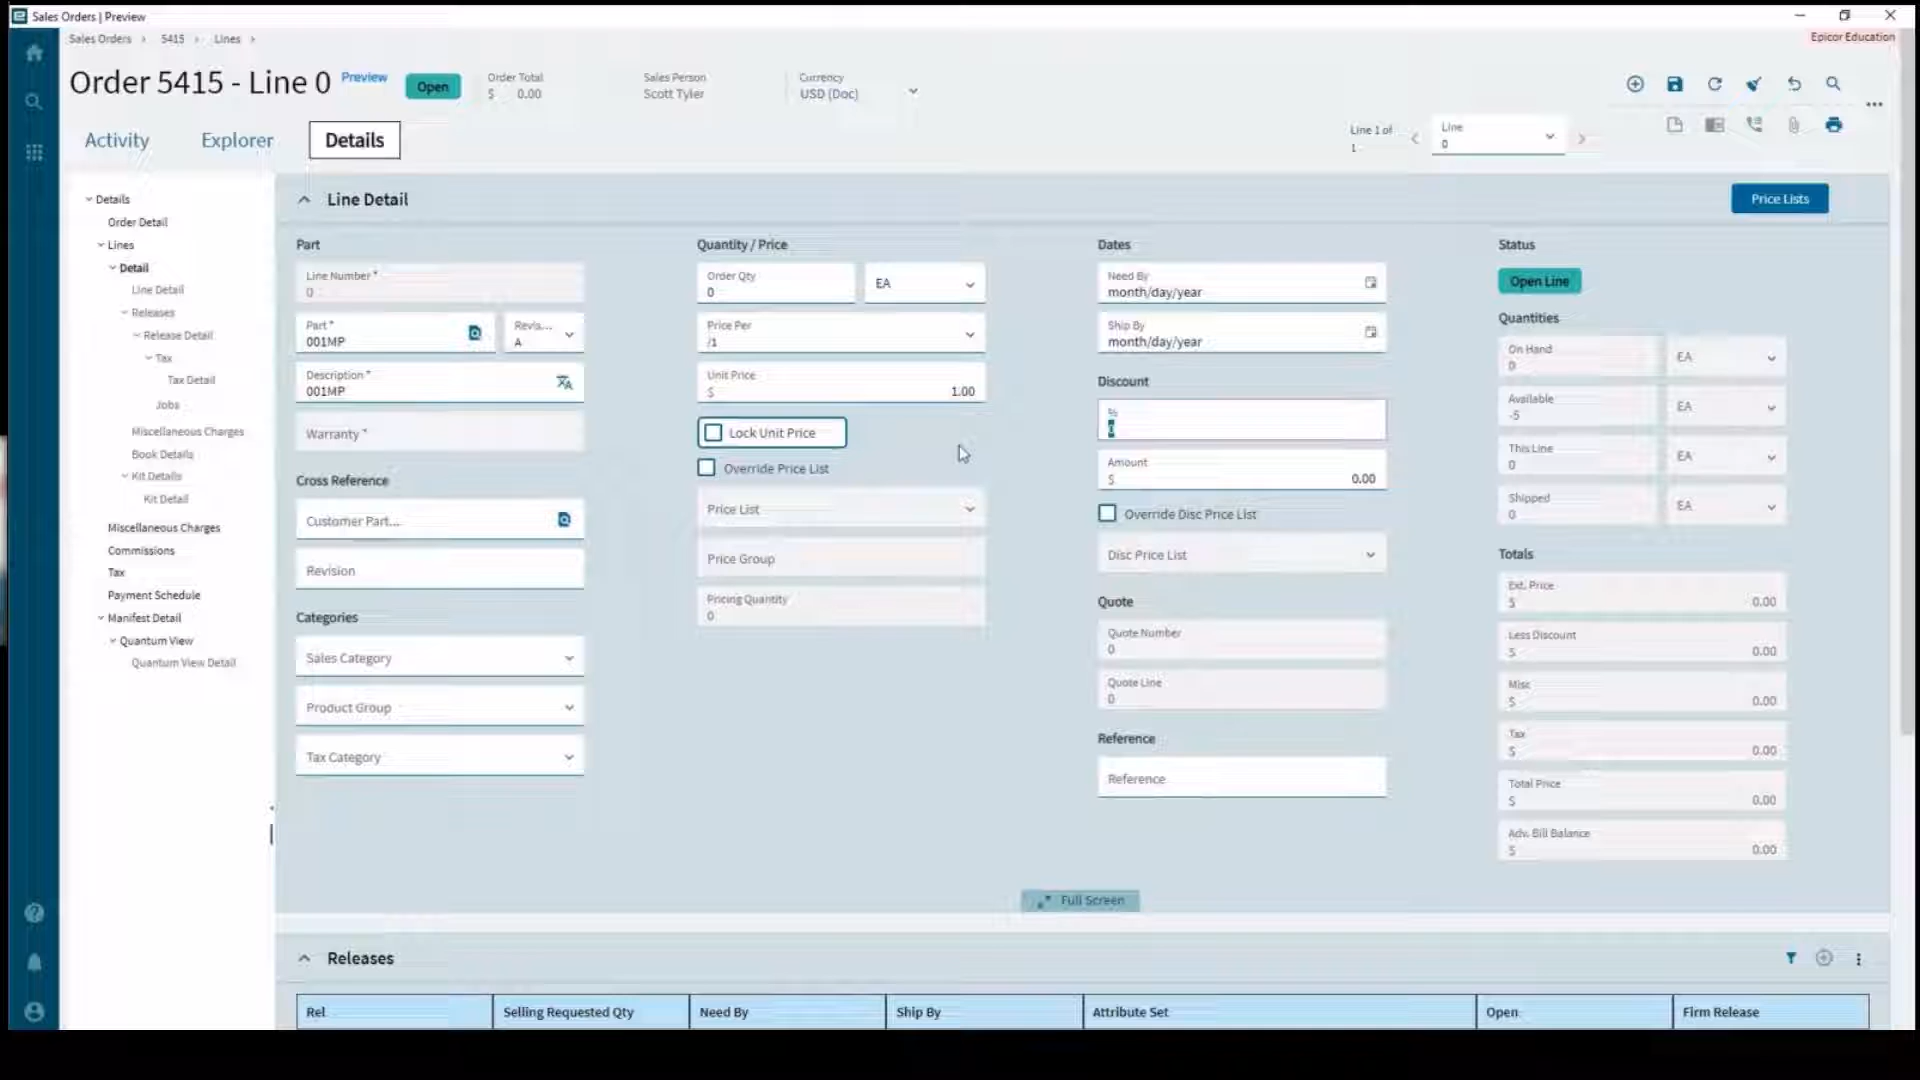 Sales Orders | Preview
Sales Orders > 5415 > Lines >
Epicor Education
Order 5415 - Line 0
Preview
Open
Order Total
$ 0.00
Sales Person
Scott Tyler
Currency
USD (Doc)
Activity
Explorer
Details
Line 1 of
1
Line
0
Details
Order Detail
Lines
Detail
Line Detail
Releases
Release Detail
Tax
Tax Detail
Jobs
Miscellaneous Charges
Book Details
Kit Details
Kit Detail
Miscellaneous Charges
Commissions
Tax
Payment Schedule
Manifest Detail
Quantum View
Quantum View Detail
Line Detail
Price Lists
Part
Line Number *
0
Part *
001MP
Revis...
A
Description *
001MP
Warranty *
Cross Reference
Customer Part...
Revision
Categories
Sales Category
Product Group
Tax Category
Quantity / Price
Order Qty
0
EA
Price Per
/1
Unit Price
$ 1.00
Lock Unit Price
Override Price List
Price List
Price Group
Pricing Quantity
0
Dates
Need By
month/day/year
Ship By
month/day/year
Discount
%
0
Amount
$ 0.00
Override Disc Price List
Disc Price List
Quote
Quote Number
0
Quote Line
0
Reference
Reference
Status
Open Line
Quantities
On Hand
0
EA
Available
-5
EA
This Line
0
EA
Shipped
0
EA
Totals
Ext. Price
$ 0.00
Less Discount
$ 0.00
Misc
$ 0.00
Tax
$ 0.00
Total Price
$ 0.00
Adv. Bill Balance
$ 0.00
Full Screen
Releases
Rel
Selling Requested Qty
Need By
Ship By
Attribute Set
Open
Firm Release